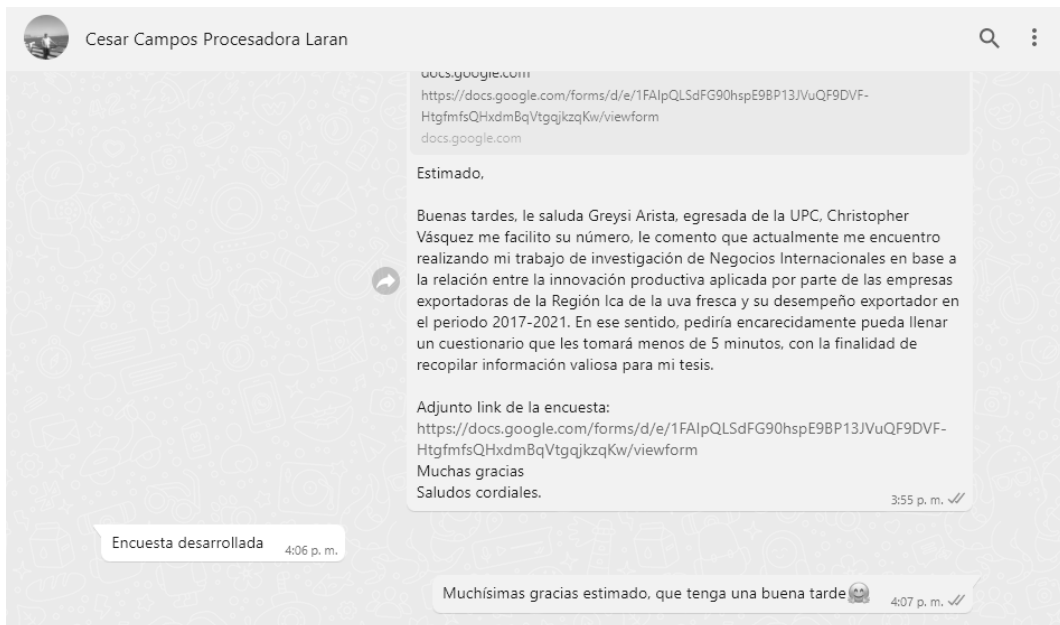 Cesar Campos Procesadora Laran
docs.google.com
https://docs.google.com/forms/d/e/1FAIpQLSdFG90hspE9BP13JVuQF9DVF-
HtgfmfsQHxdmBqVtgqjkzqKw/viewform
docs.google.com
Estimado,
Buenas tardes, le saluda Greysi Arista, egresada de la UPC, Christopher
Vásquez me facilito su número, le comento que actualmente me encuentro
realizando mi trabajo de investigación de Negocios Internacionales en base a
la relación entre la innovación productiva aplicada por parte de las empresas
exportadoras de la Región Ica de la uva fresca y su desempeño exportador en
el periodo 2017-2021. En ese sentido, pediría encarecidamente pueda llenar
un cuestionario que les tomará menos de 5 minutos, con la finalidad de
recopilar información valiosa para mi tesis.
Adjunto link de la encuesta:
https://docs.google.com/forms/d/e/1FAIpQLSdFG90hspE9BP13JVuQF9DVF-
HtgfmfsQHxdmBqVtgqjkzqKw/viewform
Muchas gracias
Saludos cordiales.
3:55 p. m.
Encuesta desarrollada 4:06 p. m.
Muchísimas gracias estimado, que tenga una buena tarde🤗 4:07 p. m.